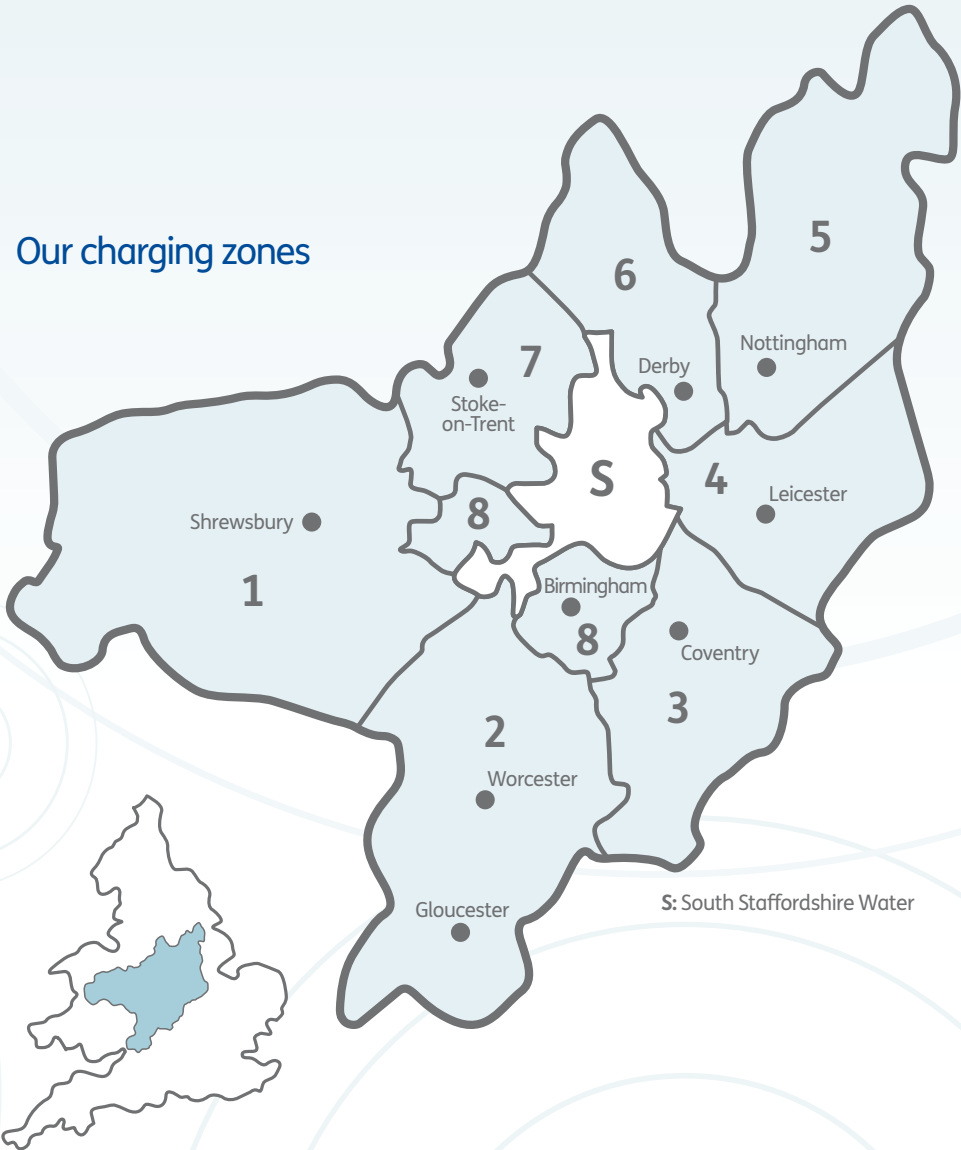 Our charging zones
5
6
Nottingham
7
Derby
Stoke-
on-Trent
S
4
Leicester
8
Shrewsbury
1
Birmingham
8
Coventry
3
2
Worcester
S: South Staffordshire Water
Gloucester